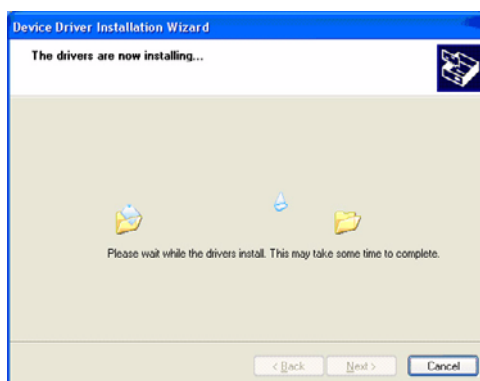 Device Driver Installation Wizard
The drivers are now installing...
Please wait while the drivers install. This may take some time to complete.
< Back Next > Cancel